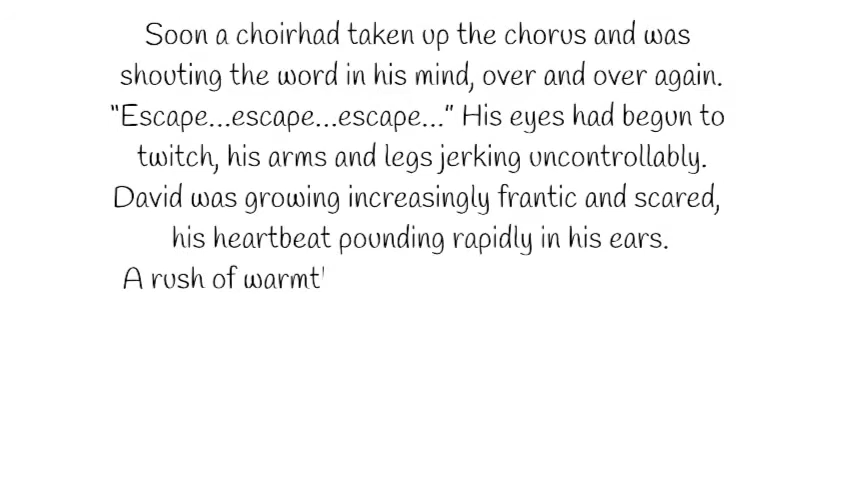 Soon a choirhad taken up the chorus and was
shouting the word in his mind, over and over again.
“Escape...escape...escape...” His eyes had begun to
twitch, his arms and legs jerking uncontrollably.
David was growing increasingly frantic and scared,
his heartbeat pounding rapidly in his ears.
A rush of